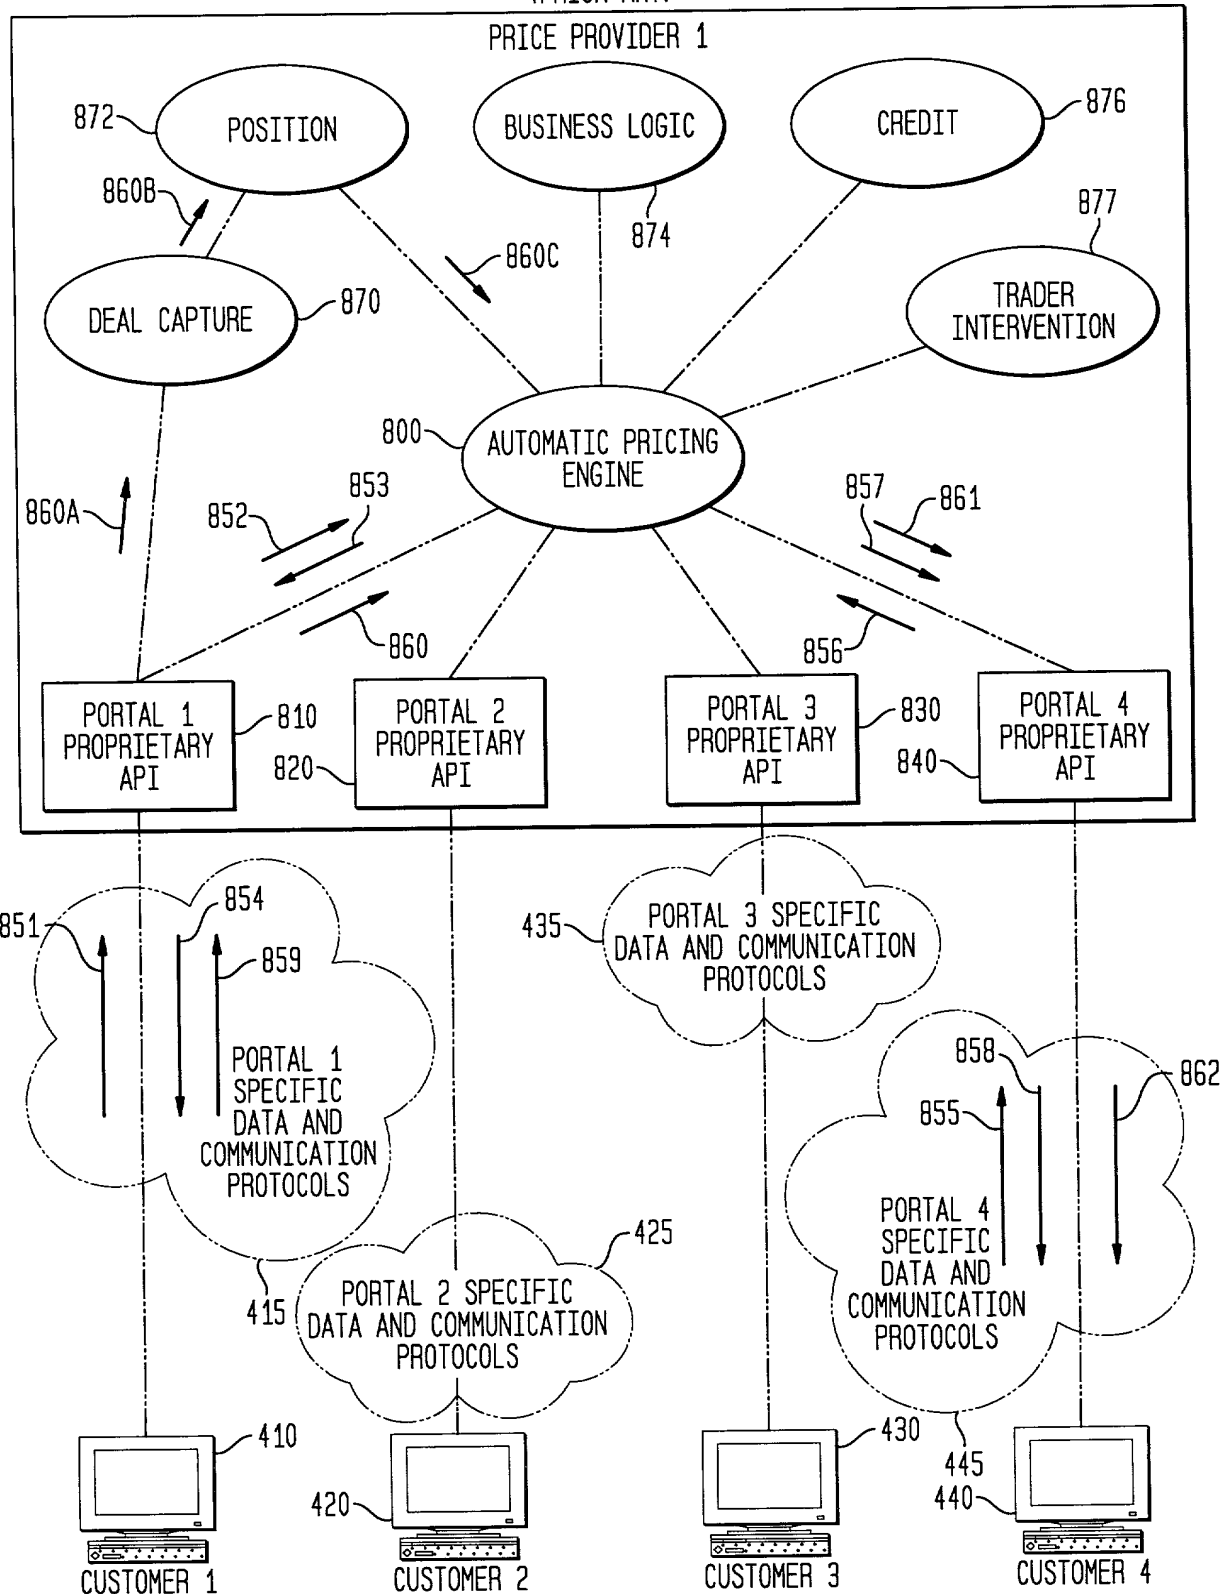 PRICE PROVIDER 1
872
POSITION
BUSINESS LOGIC
874
CREDIT
876
860B
860C
877
DEAL CAPTURE
870
TRADER
INTERVENTION
800
AUTOMATIC PRICING
ENGINE
860A
852
853
857
861
860
856
PORTAL 1
PROPRIETARY
API
810
PORTAL 2
PROPRIETARY
API
820
PORTAL 3
PROPRIETARY
API
830
PORTAL 4
PROPRIETARY
API
840
851
854
859
PORTAL 1
SPECIFIC
DATA AND
COMMUNICATION
PROTOCOLS
415
435
PORTAL 3 SPECIFIC
DATA AND COMMUNICATION
PROTOCOLS
858
862
855
PORTAL 4
SPECIFIC
DATA AND
COMMUNICATION
PROTOCOLS
445
425
PORTAL 2 SPECIFIC
DATA AND COMMUNICATION
PROTOCOLS
410
420
430
440
CUSTOMER 1
CUSTOMER 2
CUSTOMER 3
CUSTOMER 4